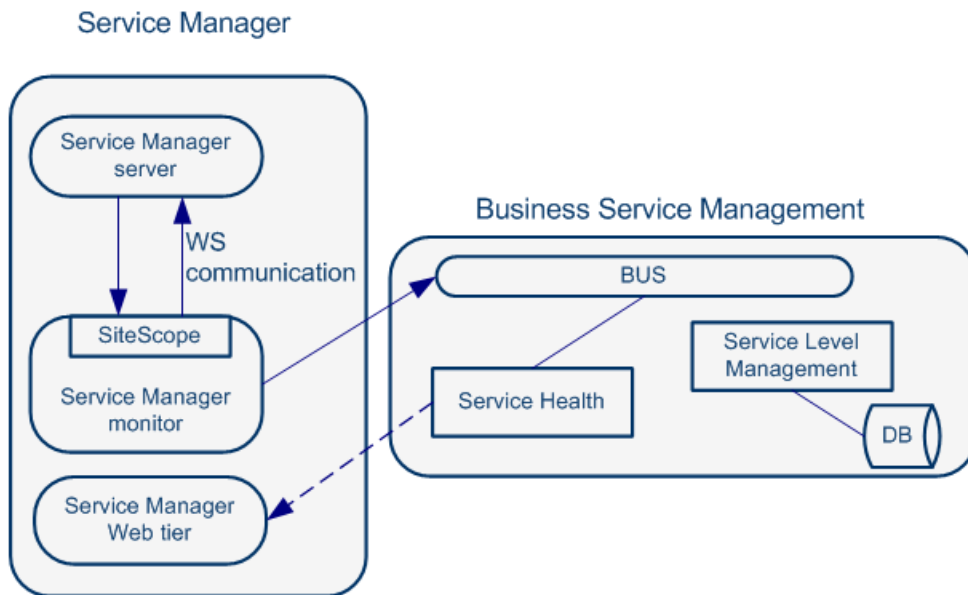 Service Manager
Service Manager
server
WS
communication
SiteScope
Service Manager
monitor
Service Manager
Web tier
Business Service Management
BUS
Service Level
Management
Service Health
DB